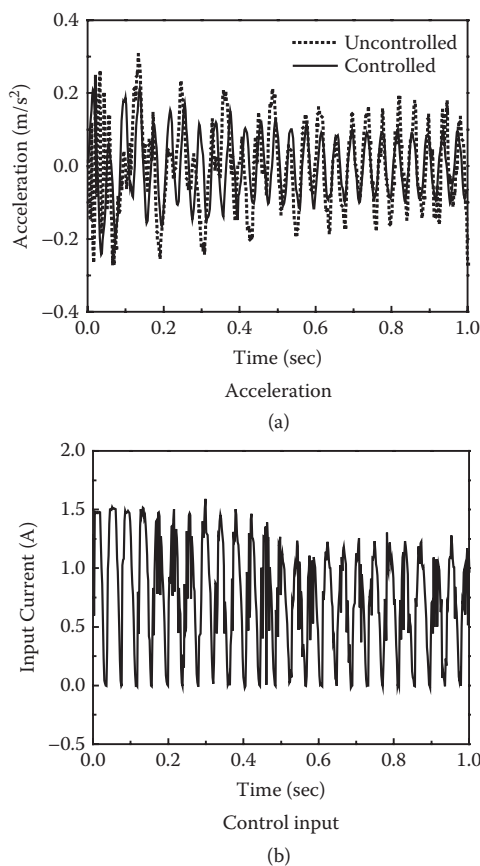 0.4
Uncontrolled
Controlled
0.2
0.0
−0.2
−0.4
Acceleration (m/s²)
0.0 0.2 0.4 0.6 0.8 1.0
Time (sec)
Acceleration
(a)
2.0
1.5
1.0
0.5
0.0
−0.5
Input Current (A)
0.0 0.2 0.4 0.6 0.8 1.0
Time (sec)
Control input
(b)